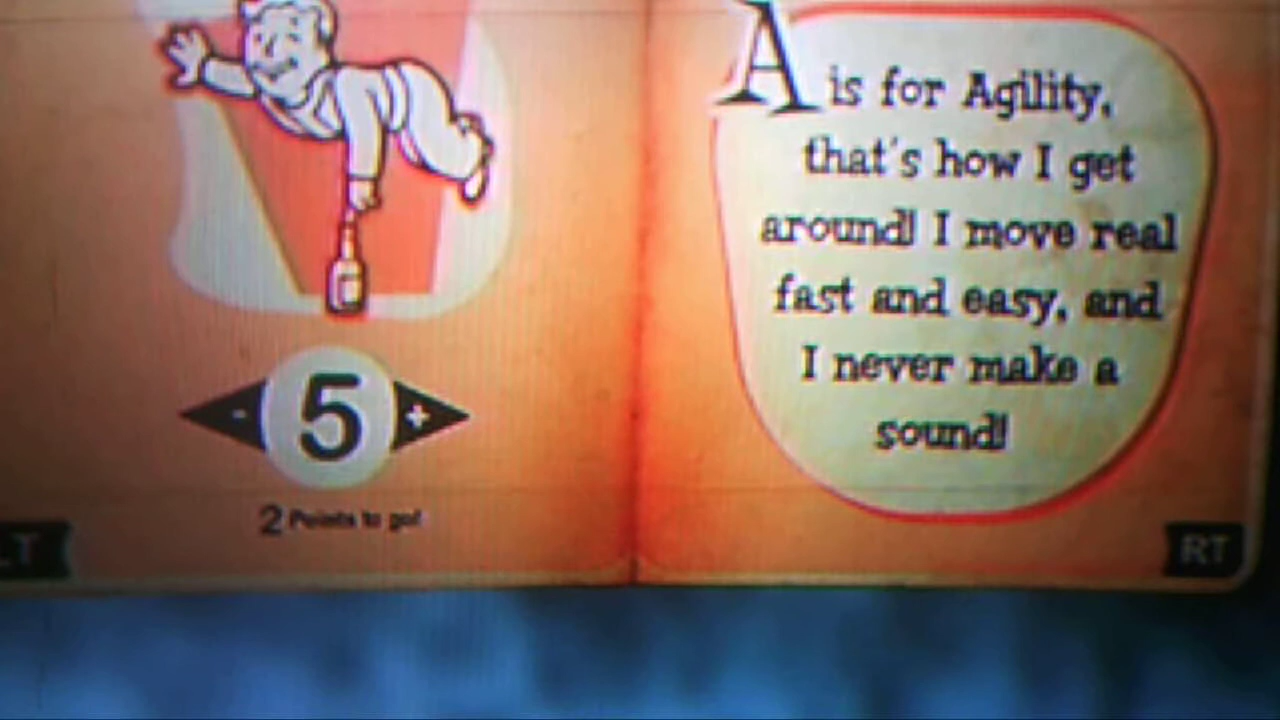 A is for Agility,
that's how I get
around! I move real
fast and easy, and
I never make a
sound!
- 5 +
2 Points to go!
LT
RT